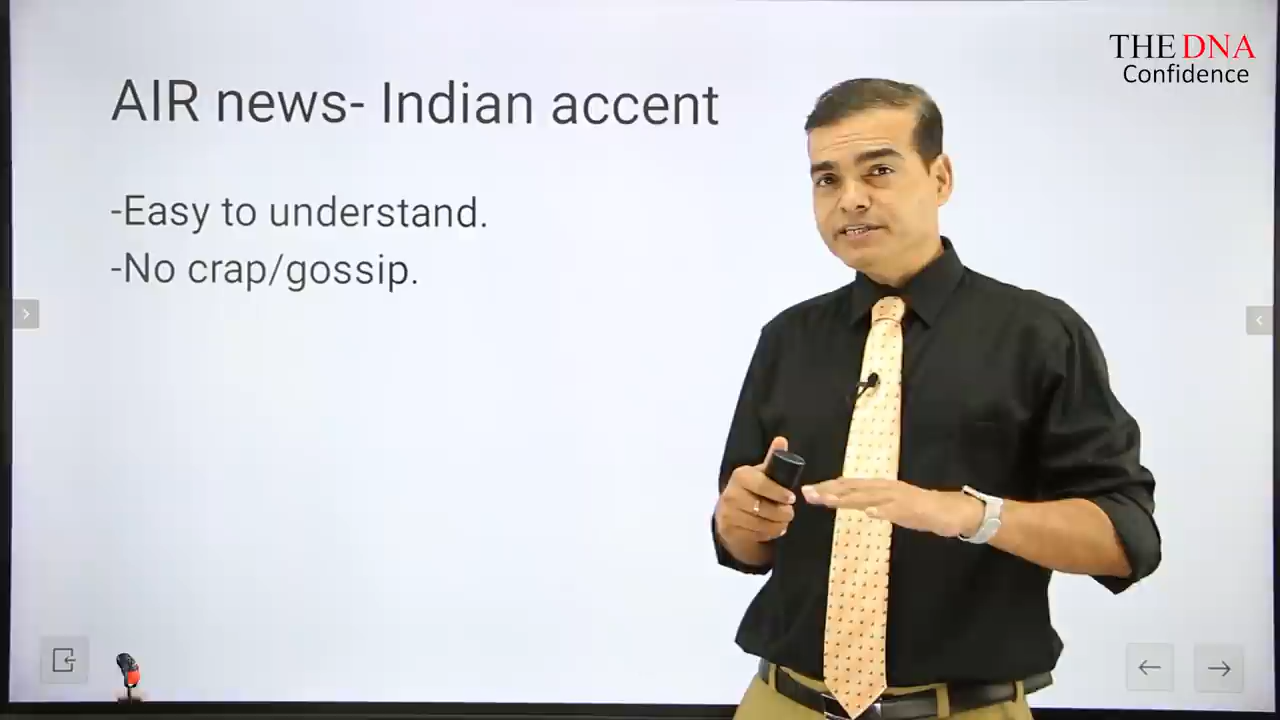 THE DNA
Confidence
AIR news- Indian accent
-Easy to understand.
-No crap/gossip.